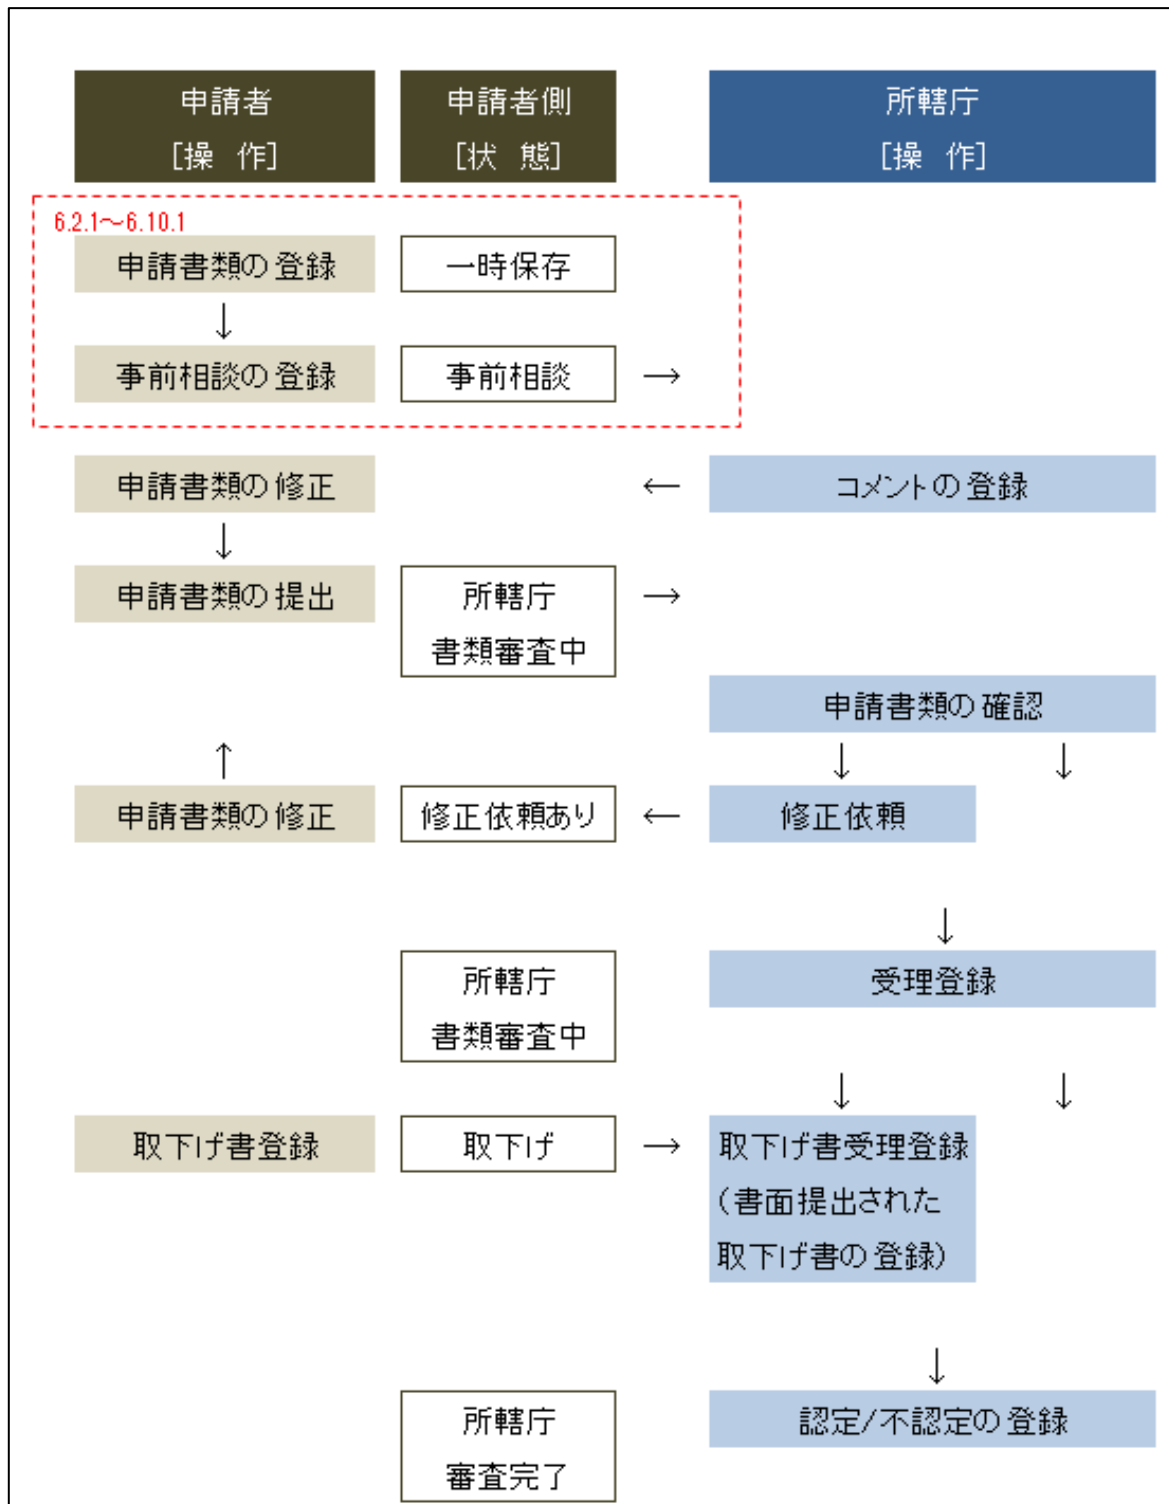 申請者
[操 作]
申請者側
[状 態]
所轄庁
[操 作]
6.2.1～6.10.1
申請書類の登録
一時保存
↓
事前相談の登録
事前相談
→
申請書類の修正
←
コメントの登録
↓
申請書類の提出
所轄庁
書類審査中
→
申請書類の確認
↑
↓ ↓
申請書類の修正
修正依頼あり
←
修正依頼
↓
所轄庁
書類審査中
受理登録
↓ ↓
取下げ書登録
取下げ
→
取下げ書受理登録
(書面提出された
取下げ書の登録)
↓
所轄庁
審査完了
認定/不認定の登録